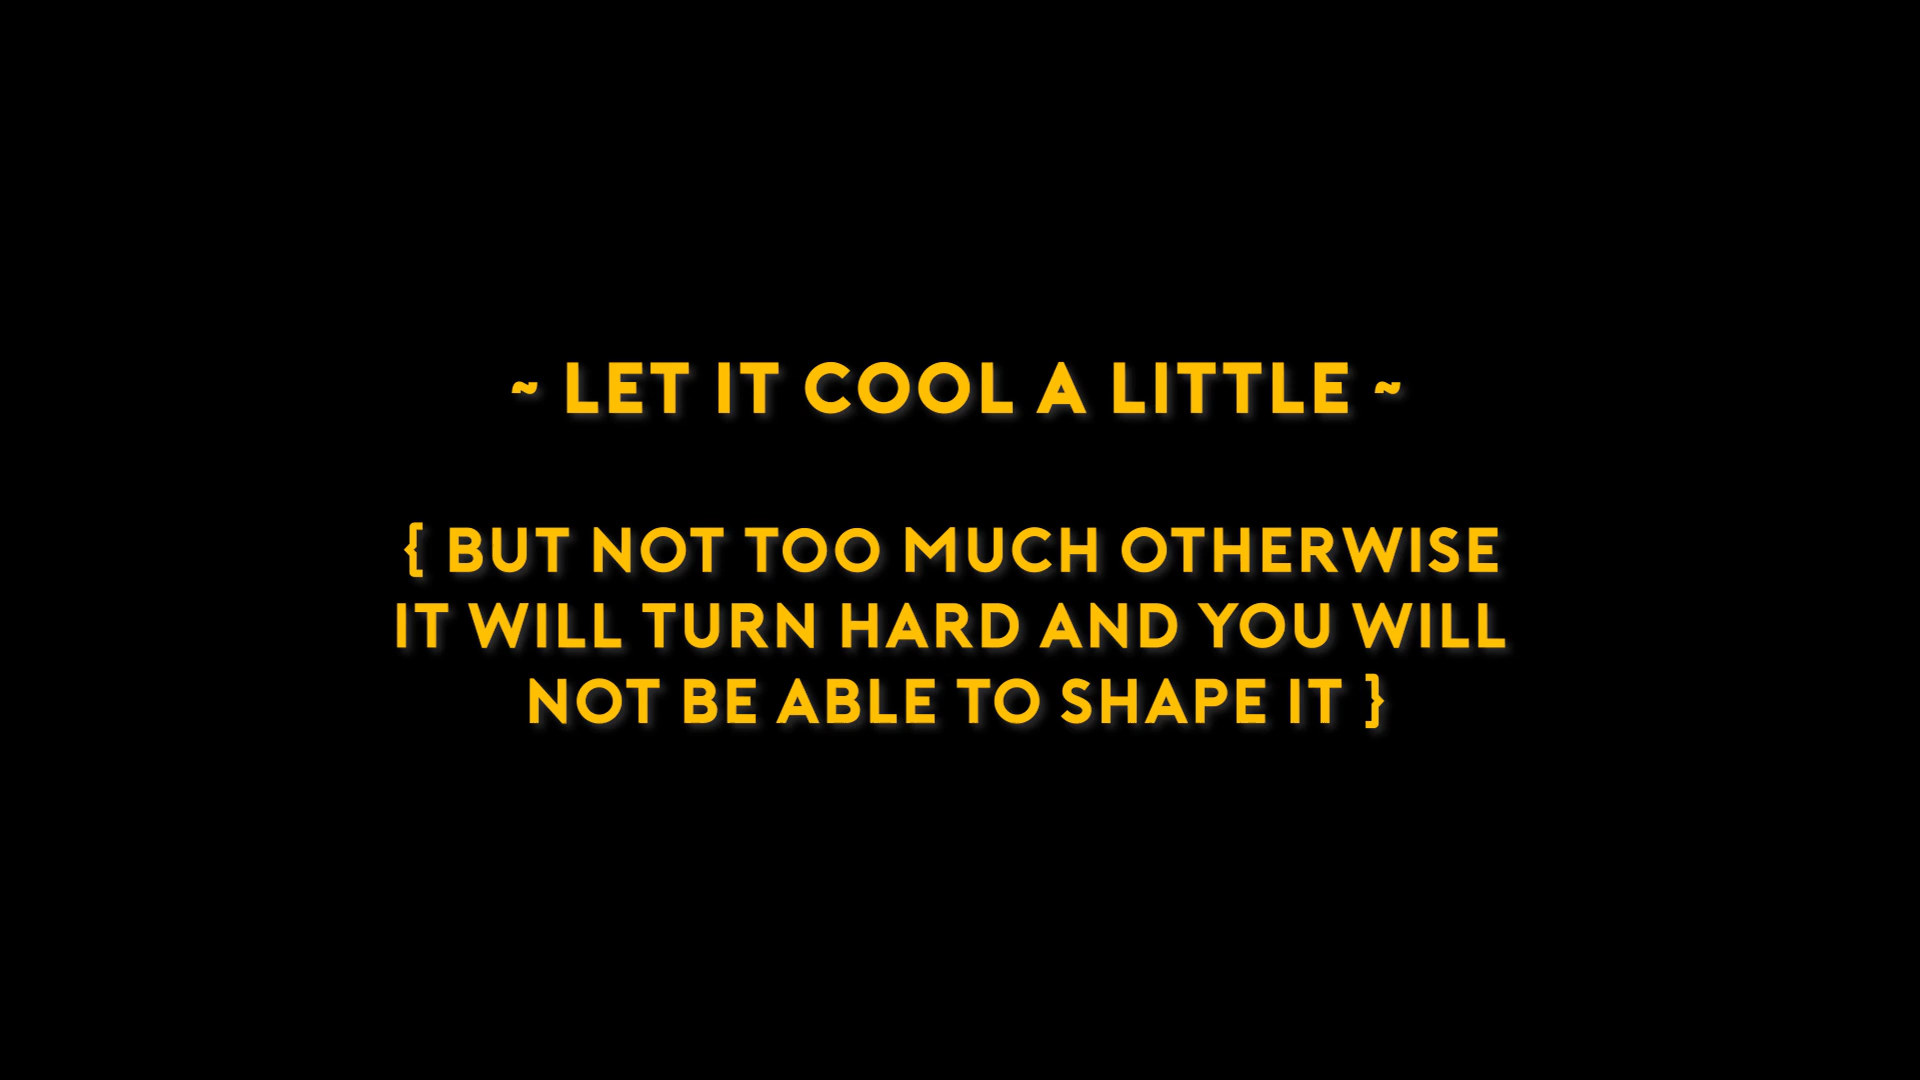 ~ LET IT COOL A LITTLE ~
{ BUT NOT TOO MUCH OTHERWISE
IT WILL TURN HARD AND YOU WILL
NOT BE ABLE TO SHAPE IT }